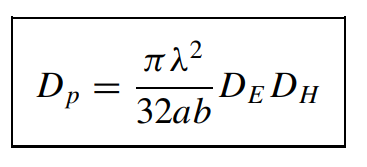 D_p = \frac{\pi \lambda^2}{32ab} D_E D_H